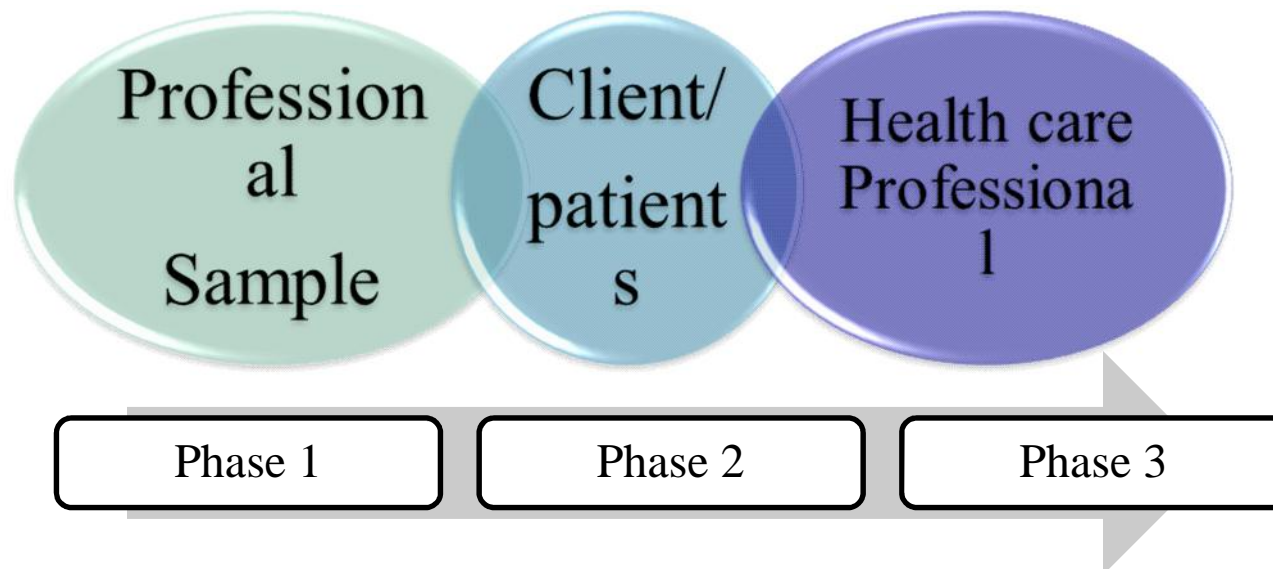 Profession
al
Sample
Client/
patient
s
Health care
Professiona
l
Phase 1
Phase 2
Phase 3